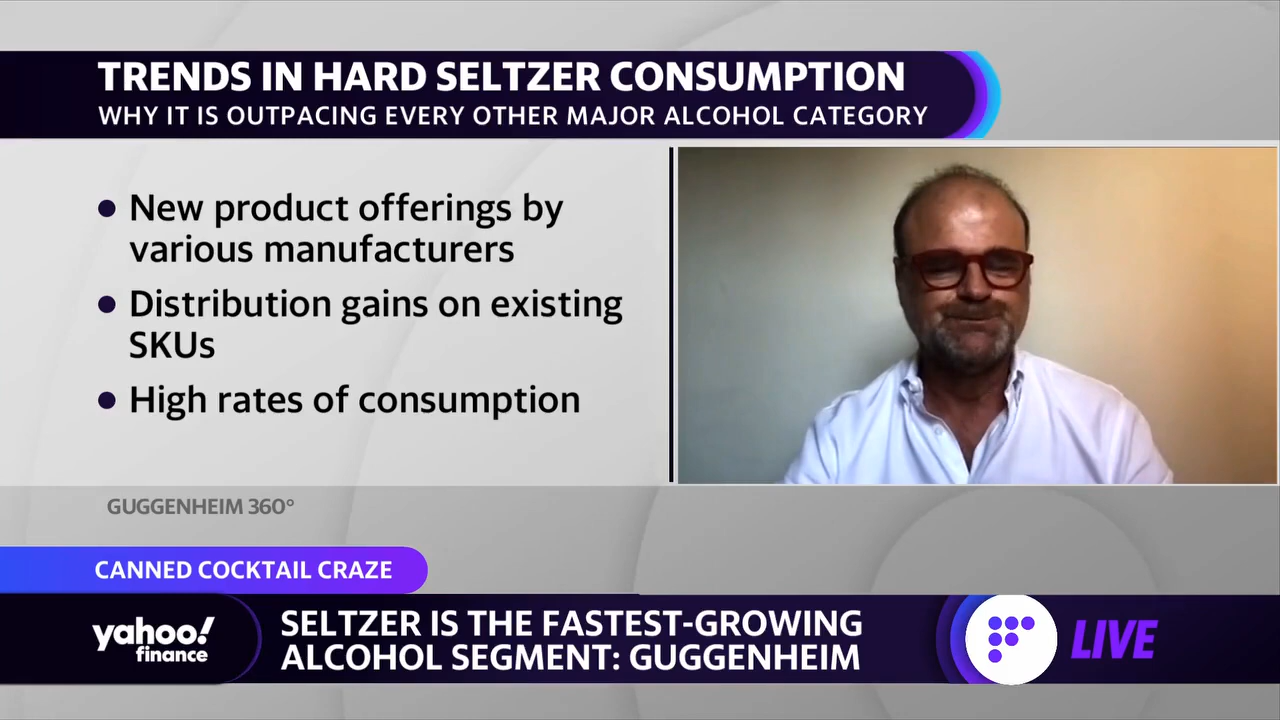 TRENDS IN HARD SELTZER CONSUMPTION
WHY IT IS OUTPACING EVERY OTHER MAJOR ALCOHOL CATEGORY
New product offerings by
various manufacturers
Distribution gains on existing
SKUs
High rates of consumption
GUGGENHEIM 360°
CANNED COCKTAIL CRAZE
yahoo!
finance
SELTZER IS THE FASTEST-GROWING
ALCOHOL SEGMENT: GUGGENHEIM
LIVE